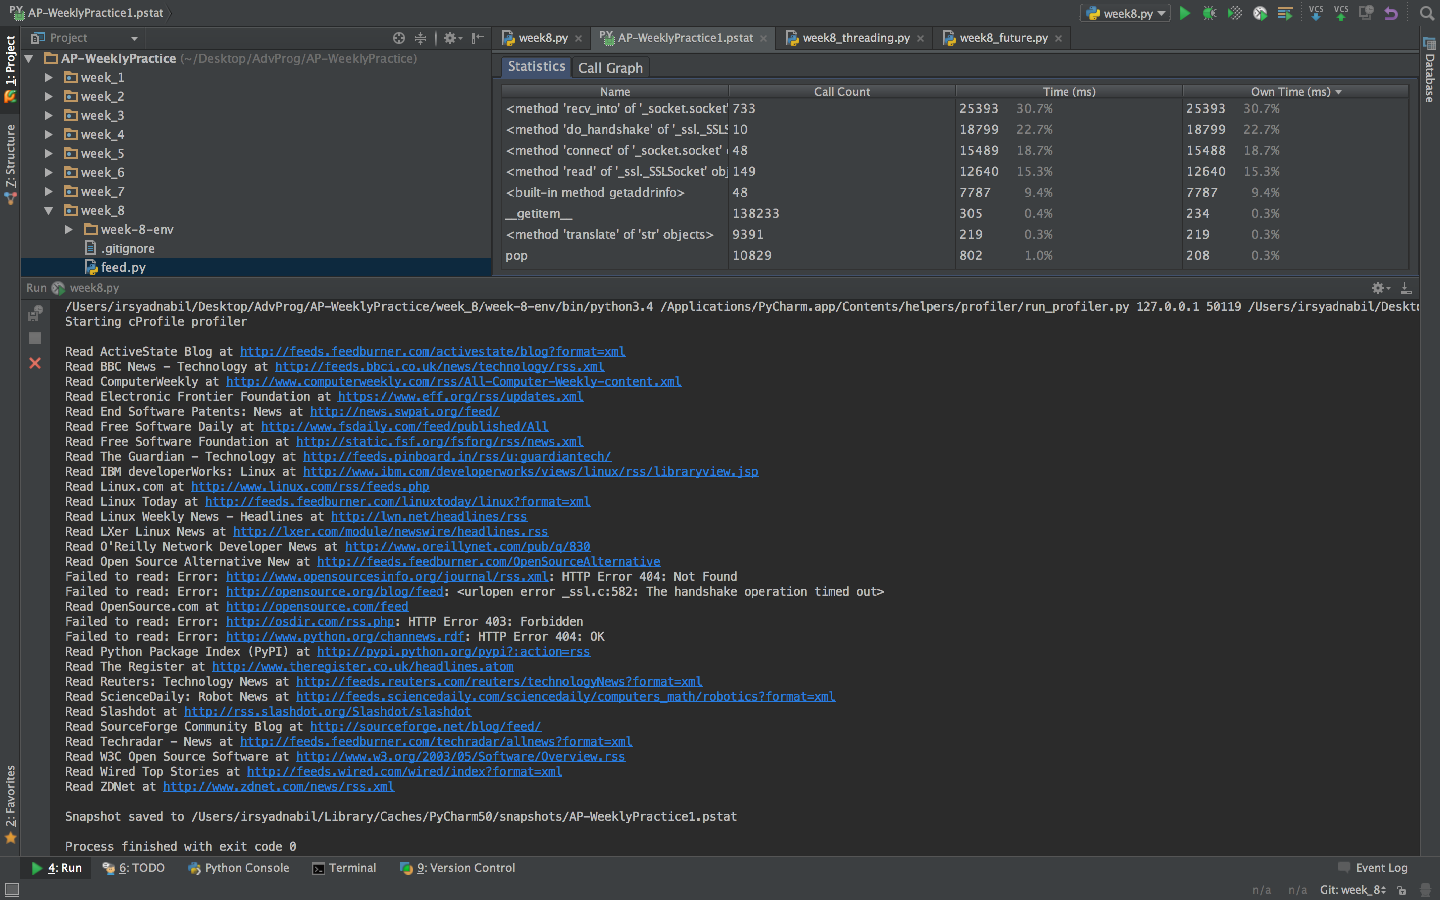 AP-WeeklyPractice1.pstat
week8.py
Project
week8.py
AP-WeeklyPractice1.pstat
week8_threading.py
week8_future.py
1: Project
Z: Structure
2: Favorites
Database
AP-WeeklyPractice (~/Desktop/AdvProg/AP-WeeklyPractice)
week_1
week_2
week_3
week_4
week_5
week_6
week_7
week_8
week-8-env
.gitignore
feed.py
Statistics Call Graph
Name Call Count Time (ms) Own Time (ms)
<method 'recv_into' of '_socket.socket' 733 25393 30.7% 25393 30.7%
<method 'do_handshake' of '_ssl._SSLS 10 18799 22.7% 18799 22.7%
<method 'connect' of '_socket.socket' 48 15489 18.7% 15488 18.7%
<method 'read' of '_ssl._SSLSocket' obj 149 12640 15.3% 12640 15.3%
<built-in method getaddrinfo> 48 7787 9.4% 7787 9.4%
__getitem__ 138233 305 0.4% 234 0.3%
<method 'translate' of 'str' objects> 9391 219 0.3% 219 0.3%
pop 10829 802 1.0% 208 0.3%
Run week8.py
/Users/irsyadnabil/Desktop/AdvProg/AP-WeeklyPractice/week_8/week-8-env/bin/python3.4 /Applications/PyCharm.app/Contents/helpers/profiler/run_profiler.py 127.0.0.1 50119 /Users/irsyadnabil/Deskto
Starting cProfile profiler
Read ActiveState Blog at http://feeds.feedburner.com/activestate/blog?format=xml
Read BBC News - Technology at http://feeds.bbci.co.uk/news/technology/rss.xml
Read ComputerWeekly at http://www.computerweekly.com/rss/All-Computer-Weekly-content.xml
Read Electronic Frontier Foundation at https://www.eff.org/rss/updates.xml
Read End Software Patents: News at http://news.swpat.org/feed/
Read Free Software Daily at http://www.fsdaily.com/feed/published/All
Read Free Software Foundation at http://static.fsf.org/fsforg/rss/news.xml
Read The Guardian - Technology at http://feeds.pinboard.in/rss/u:guardiantech/
Read IBM developerWorks: Linux at http://www.ibm.com/developerworks/views/linux/rss/libraryview.jsp
Read Linux.com at http://www.linux.com/rss/feeds.php
Read Linux Today at http://feeds.feedburner.com/linuxtoday/linux?format=xml
Read Linux Weekly News - Headlines at http://lwn.net/headlines/rss
Read LXer Linux News at http://lxer.com/module/newswire/headlines.rss
Read O'Reilly Network Developer News at http://www.oreillynet.com/pub/q/830
Read Open Source Alternative New at http://feeds.feedburner.com/OpenSourceAlternative
Failed to read: Error: http://www.opensourcesinfo.org/journal/rss.xml: HTTP Error 404: Not Found
Failed to read: Error: http://opensource.org/blog/feed: <urlopen error _ssl.c:582: The handshake operation timed out>
Read OpenSource.com at http://opensource.com/feed
Failed to read: Error: http://osdir.com/rss.php: HTTP Error 403: Forbidden
Failed to read: Error: http://www.python.org/channews.rdf: HTTP Error 404: OK
Read Python Package Index (PyPI) at http://pypi.python.org/pypi?:action=rss
Read The Register at http://www.theregister.co.uk/headlines.atom
Read Reuters: Technology News at http://feeds.reuters.com/reuters/technologyNews?format=xml
Read ScienceDaily: Robot News at http://feeds.sciencedaily.com/sciencedaily/computers_math/robotics?format=xml
Read Slashdot at http://rss.slashdot.org/Slashdot/slashdot
Read SourceForge Community Blog at http://sourceforge.net/blog/feed/
Read Techradar - News at http://feeds.feedburner.com/techradar/allnews?format=xml
Read W3C Open Source Software at http://www.w3.org/2003/05/Software/Overview.rss
Read Wired Top Stories at http://feeds.wired.com/wired/index?format=xml
Read ZDNet at http://www.zdnet.com/news/rss.xml
Snapshot saved to /Users/irsyadnabil/Library/Caches/PyCharm50/snapshots/AP-WeeklyPractice1.pstat
Process finished with exit code 0
4: Run 6: TODO Python Console Terminal 9: Version Control Event Log
n/a n/a Git: week_8